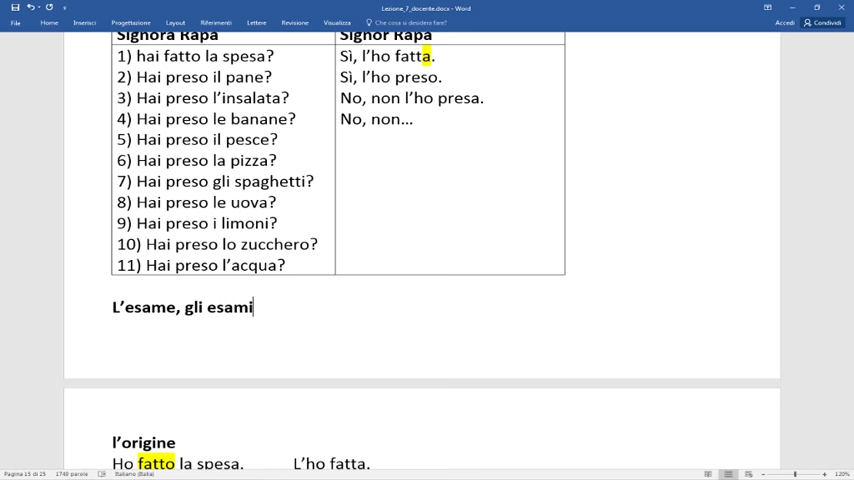 Lezione_7_docente.docx - Word
File Home Inserisci Progettazione Layout Riferimenti Lettere Revisione Visualizza Che cosa si desidera fare? Accedi Condividi
Signora Rapa Signor Rapa
1) hai fatto la spesa? Sì, l’ho fatta.
2) Hai preso il pane? Sì, l’ho preso.
3) Hai preso l’insalata? No, non l’ho presa.
4) Hai preso le banane? No, non…
5) Hai preso il pesce?
6) Hai preso la pizza?
7) Hai preso gli spaghetti?
8) Hai preso le uova?
9) Hai preso i limoni?
10) Hai preso lo zucchero?
11) Hai preso l’acqua?
L’esame, gli esami
l’origine
Ho fatto la spesa. L’ho fatta.
Pagina 15 di 25 1749 parole Italiano (Italia) 120%